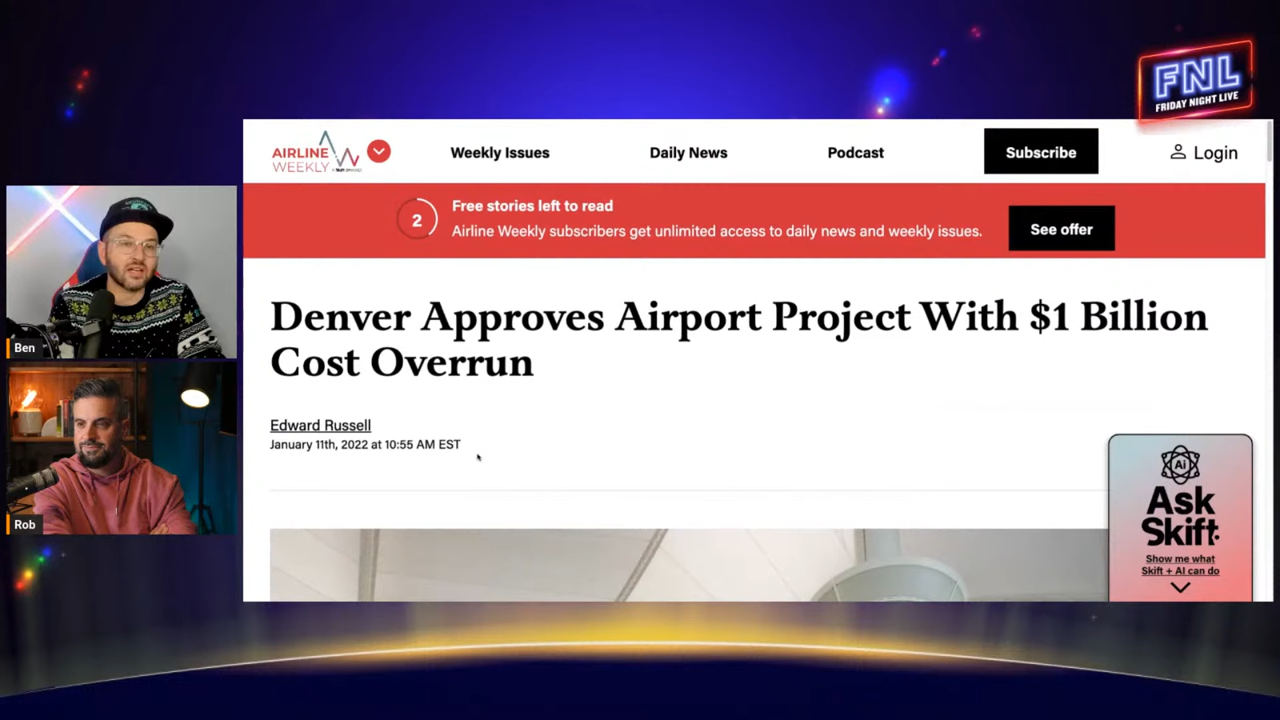 FNL
FRIDAY NIGHT LIVE
AIRLINE
WEEKLY
Weekly Issues
Daily News
Podcast
Subscribe
Login
2
Free stories left to read
Airline Weekly subscribers get unlimited access to daily news and weekly issues.
See offer
Denver Approves Airport Project With $1 Billion
Cost Overrun
Edward Russell
January 11th, 2022 at 10:55 AM EST
Ai
Ask
Skift
Show me what
Skift + AI can do
Ben
Rob